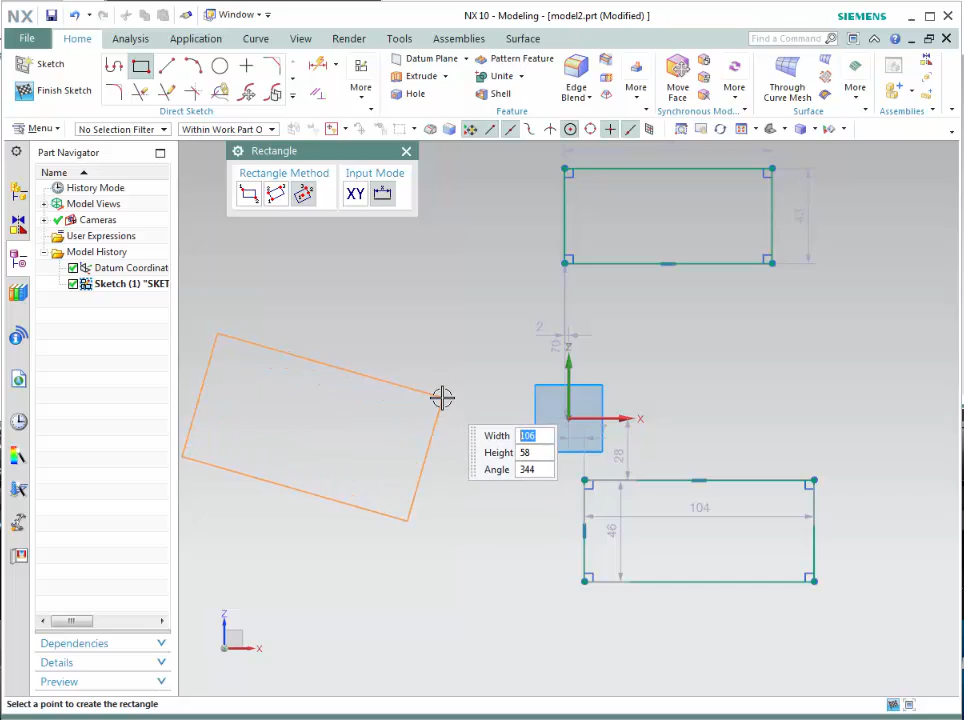 NX Window NX 10 - Modeling - [model2.prt (Modified) ] SIEMENS
File Home Analysis Application Curve View Render Tools Assemblies Surface Find a Command
Sketch
Finish Sketch
More
Direct Sketch
Datum Plane
Extrude
Hole
Pattern Feature
Unite
Shell
Edge
Blend
More
Feature
Move
Face
More
Synchronous Mod...
Through
Curve Mesh
More
Surface
Assemblies
Menu No Selection Filter Within Work Part O
Part Navigator
Name
History Mode
Model Views
Cameras
User Expressions
Model History
Datum Coordinat
Sketch (1) "SKET
Dependencies
Details
Preview
Rectangle
Rectangle Method Input Mode
XY
43
2
70
Z
X
Width 106
Height 58
Angle 344
28
104
46
Z
X
Select a point to create the rectangle